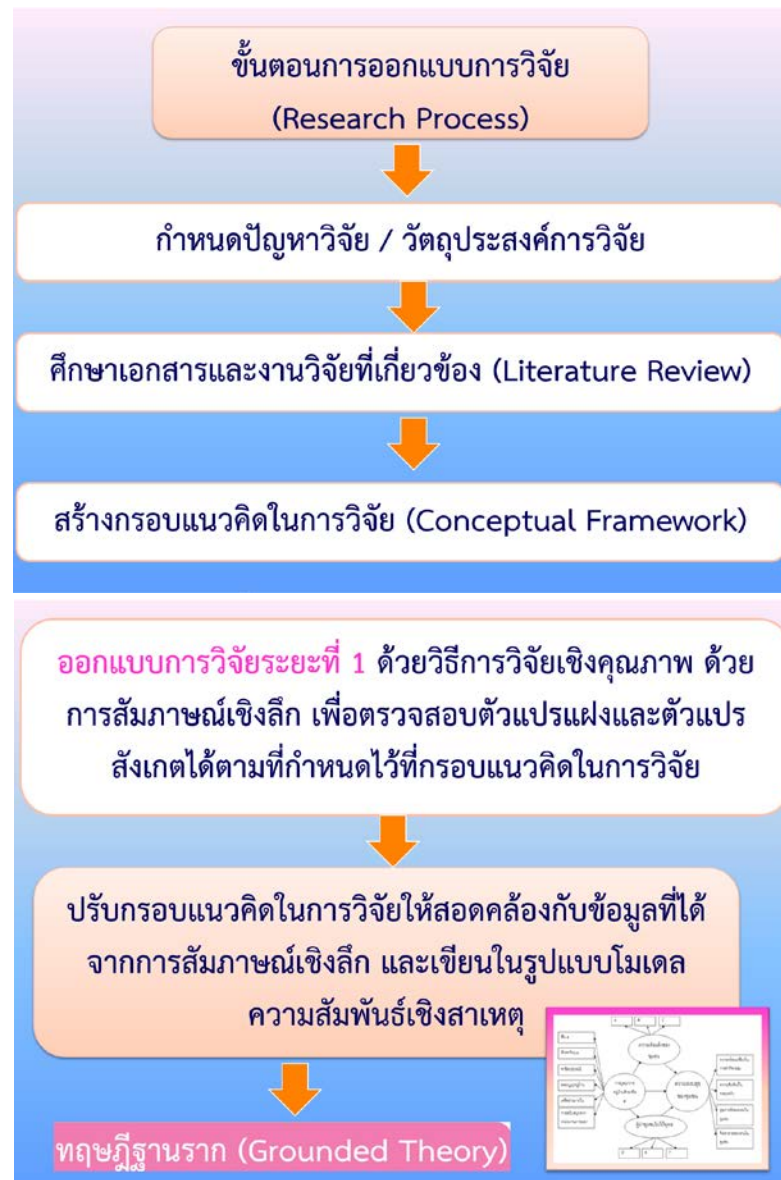 ขั้นตอนการออกแบบการวิจัย
(Research Process)
กำหนดปัญหาวิจัย / วัตถุประสงค์การวิจัย
ศึกษาเอกสารและงานวิจัยที่เกี่ยวข้อง (Literature Review)
สร้างกรอบแนวคิดในการวิจัย (Conceptual Framework)
ออกแบบการวิจัยระยะที่ 1 ด้วยวิธีการวิจัยเชิงคุณภาพ ด้วย
การสัมภาษณ์เชิงลึก เพื่อตรวจสอบตัวแปรแฝงและตัวแปร
สังเกตได้ตามที่กำหนดไว้ที่กรอบแนวคิดในการวิจัย
ปรับกรอบแนวคิดในการวิจัยให้สอดคล้องกับข้อมูลที่ได้
จากการสัมภาษณ์เชิงลึก และเขียนในรูปแบบโมเดล
ความสัมพันธ์เชิงสาเหตุ
ทฤษฎีฐานราก (Grounded Theory)